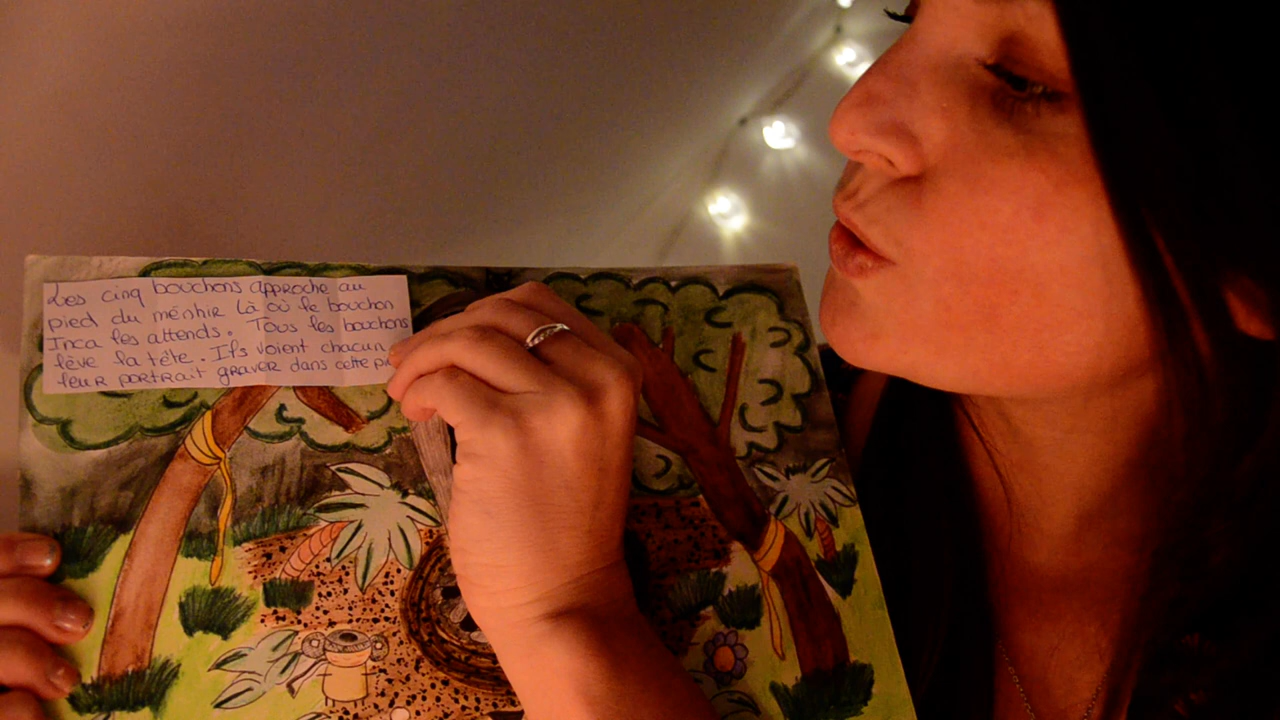 Les cinq bouchons approche au
pied du ménhir là où le bouchon
Inca les attends. Tous les bouchons
lève la tête. Ils voient chacun
leur portrait graver dans cette